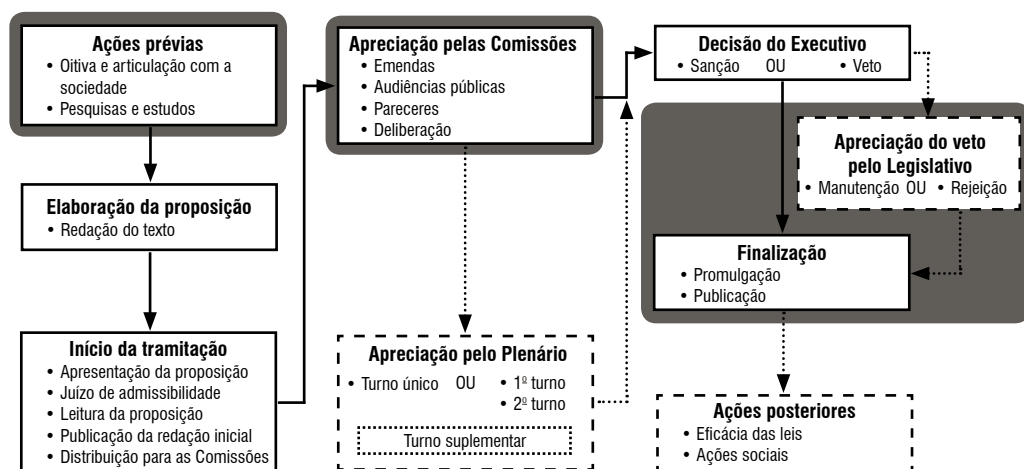 Ações prévias
• Oitiva e articulação com a
sociedade
• Pesquisas e estudos
Elaboração da proposição
• Redação do texto
Início da tramitação
• Apresentação da proposição
• Juízo de admissibilidade
• Leitura da proposição
• Publicação da redação inicial
• Distribuição para as Comissões
Apreciação pelas Comissões
• Emendas
• Audiências públicas
• Pareceres
• Deliberação
Apreciação pelo Plenário
• Turno único OU • 1º turno
• 2º turno
Turno suplementar
Decisão do Executivo
• Sanção OU • Veto
Apreciação do veto
pelo Legislativo
• Manutenção OU • Rejeição
Finalização
• Promulgação
• Publicação
Ações posteriores
• Eficácia das leis
• Ações sociais